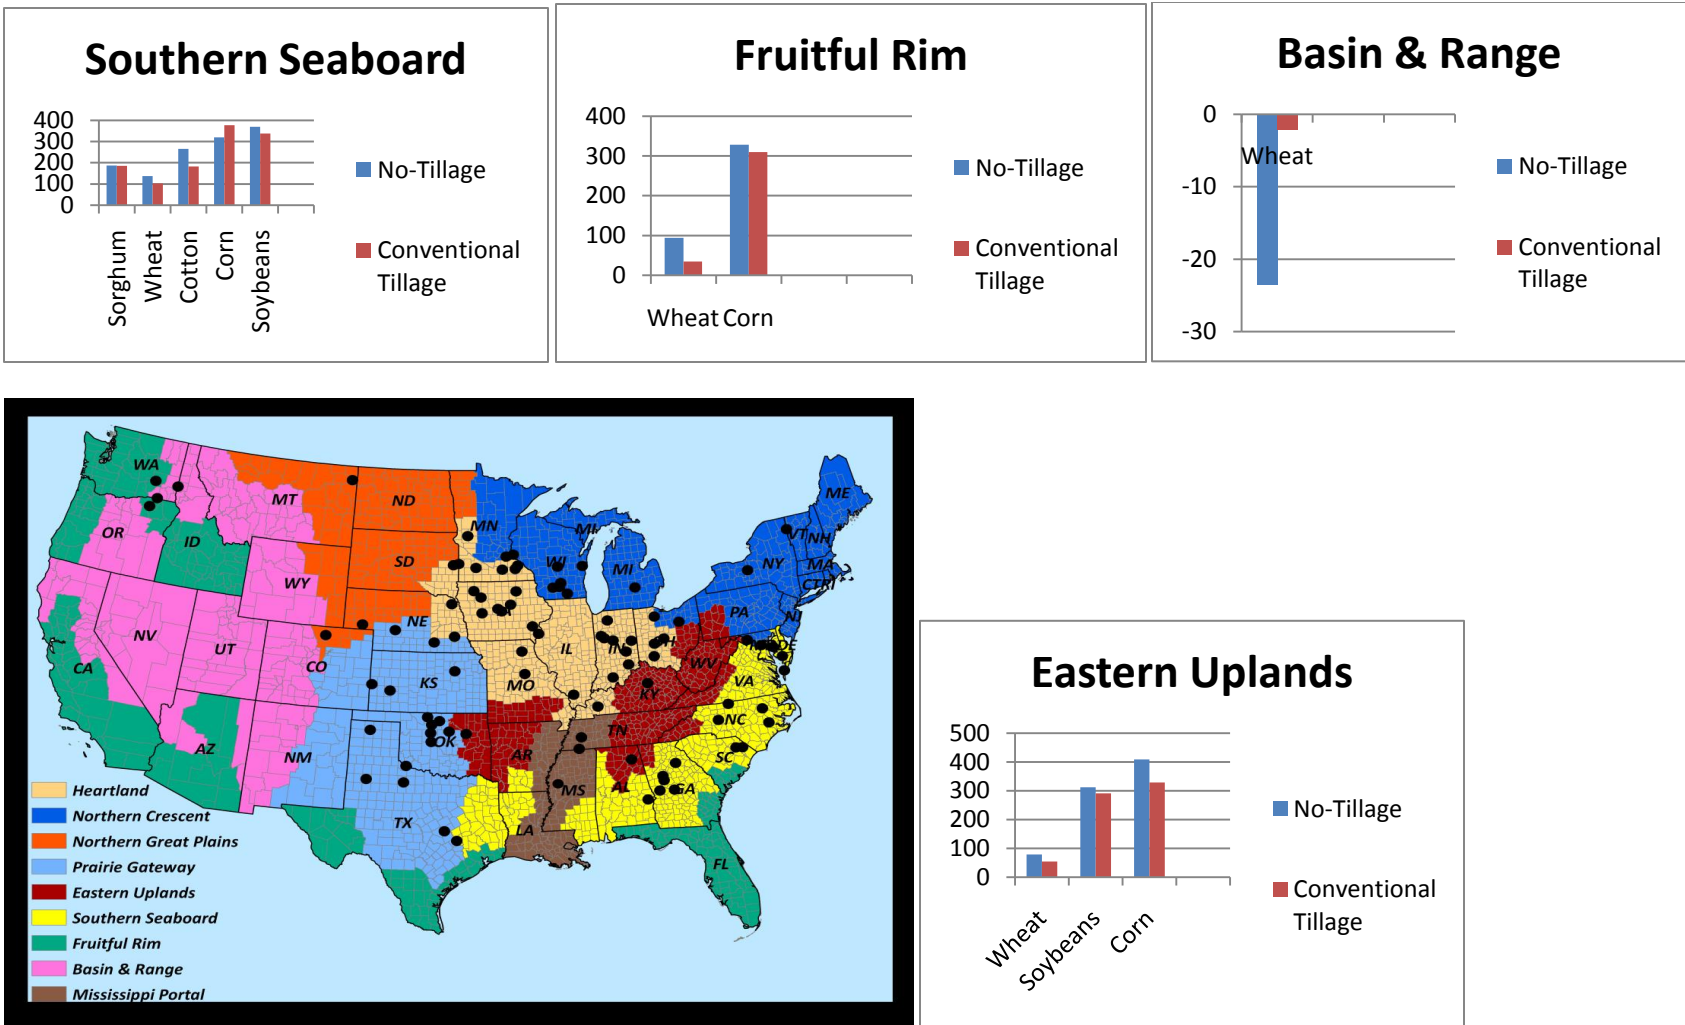 Southern Seaboard
400
300
200
100
0
Sorghum
Wheat
Cotton
Corn
Soybeans
No-Tillage
Conventional
Tillage
Fruitful Rim
400
300
200
100
0
Wheat Corn
No-Tillage
Conventional
Tillage
Basin & Range
0
-10
-20
-30
Wheat
No-Tillage
Conventional
Tillage
WA
MT
ND
MN
ME
OR
ID
SD
WI
MI
MI
NY
VT
NH
MA
CT RI
WY
NE
PA
NJ
NV
UT
CO
IL
WV
DE
CA
KS
MO
KY
VA
AZ
NM
OK
AR
TN
NC
SC
TX
LA
MS
AL
GA
FL
Heartland
Northern Crescent
Northern Great Plains
Prairie Gateway
Eastern Uplands
Southern Seaboard
Fruitful Rim
Basin & Range
Mississippi Portal
Eastern Uplands
500
400
300
200
100
0
Wheat
Soybeans
Corn
No-Tillage
Conventional
Tillage